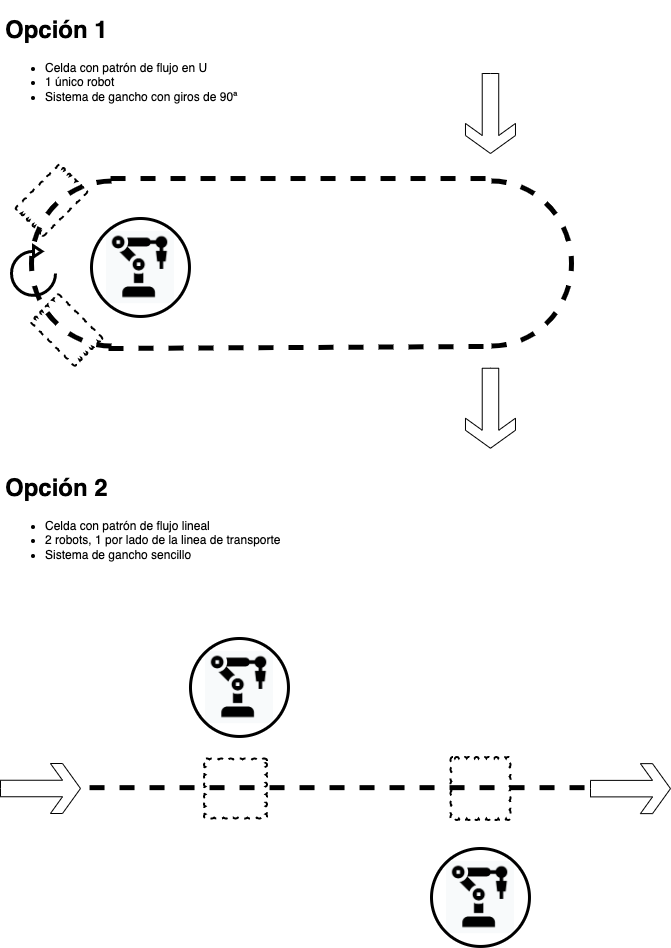 Opción 1
Celda con patrón de flujo en U
1 único robot
Sistema de gancho con giros de 90ª
Opción 2
Celda con patrón de flujo lineal
2 robots, 1 por lado de la linea de transporte
Sistema de gancho sencillo